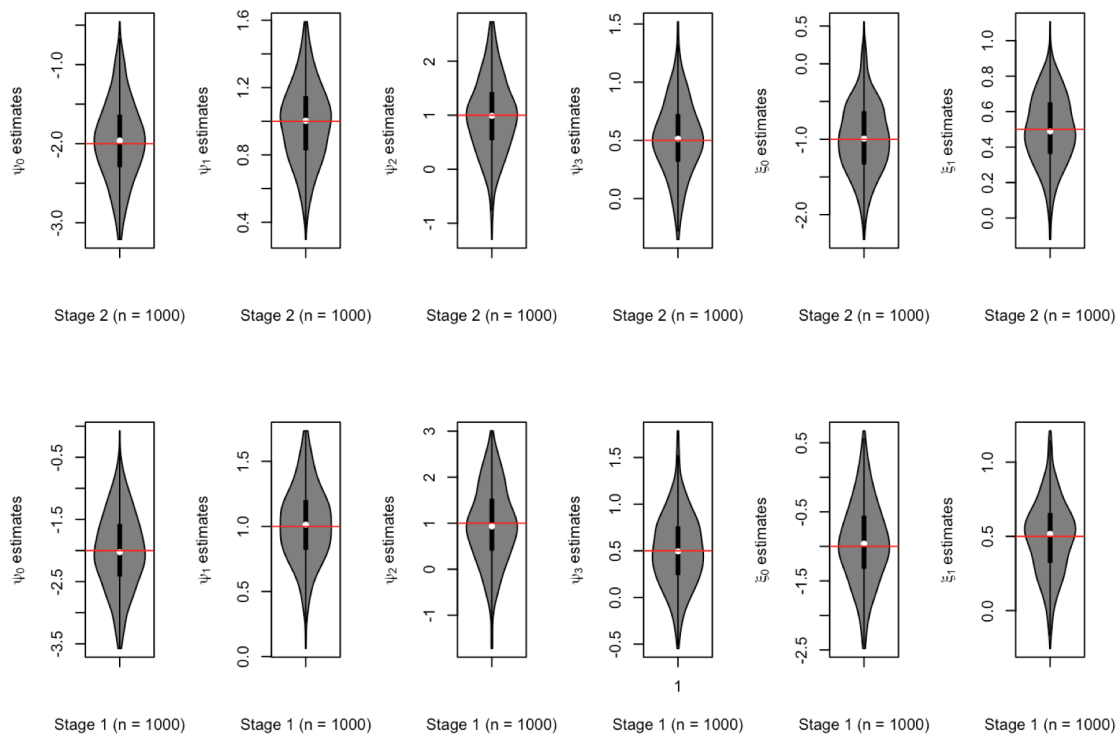 ψ0 estimates
-3.0 -2.0 -1.0
ψ1 estimates
0.4 0.8 1.2 1.6
ψ2 estimates
-1 0 1 2
ψ3 estimates
0.0 0.5 1.0 1.5
ξ0 estimates
-2.0 -1.0 0.0 0.5
ξ1 estimates
0.0 0.2 0.4 0.6 0.8 1.0
Stage 2 (n = 1000) Stage 2 (n = 1000) Stage 2 (n = 1000) Stage 2 (n = 1000) Stage 2 (n = 1000) Stage 2 (n = 1000)
ψ0 estimates
-3.5 -2.5 -1.5 -0.5
ψ1 estimates
0.0 0.5 1.0 1.5
ψ2 estimates
-1 0 1 2 3
ψ3 estimates
-0.5 0.0 0.5 1.0 1.5
ξ0 estimates
-2.5 -1.5 -0.5 0.5
ξ1 estimates
0.0 0.5 1.0
1
Stage 1 (n = 1000) Stage 1 (n = 1000) Stage 1 (n = 1000) Stage 1 (n = 1000) Stage 1 (n = 1000) Stage 1 (n = 1000)